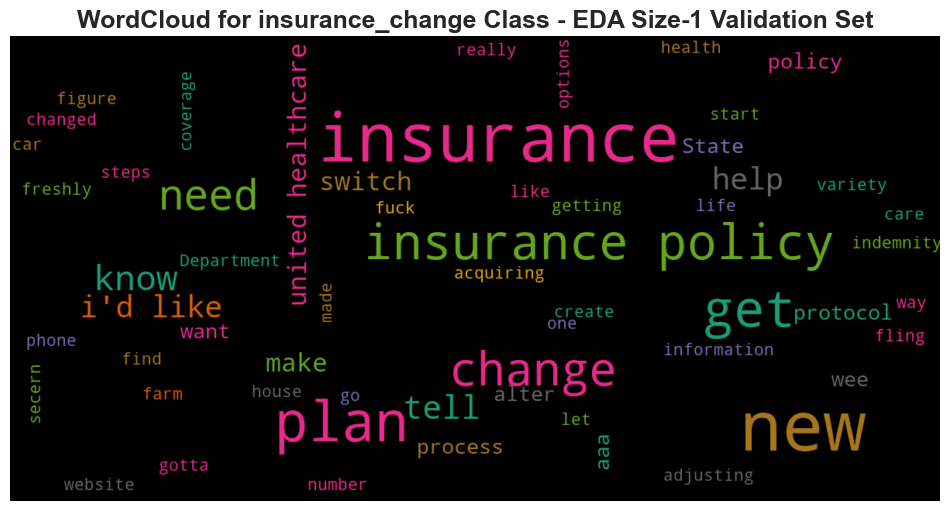 WordCloud for insurance_change Class - EDA Size-1 Validation Set
really
options
health
policy
united healthcare
figure
coverage
changed
car
insurance
start
State
steps
freshly
need
switch
like
help
variety
fuck
getting
life
care
insurance policy
indemnity
Department
know
acquiring
i'd like
made
create
get
protocol
way
want
one
fling
phone
information
find
make
change
wee
secern
farm
house
go
alter
plan
tell
let
new
process
aaa
gotta
website
number
adjusting